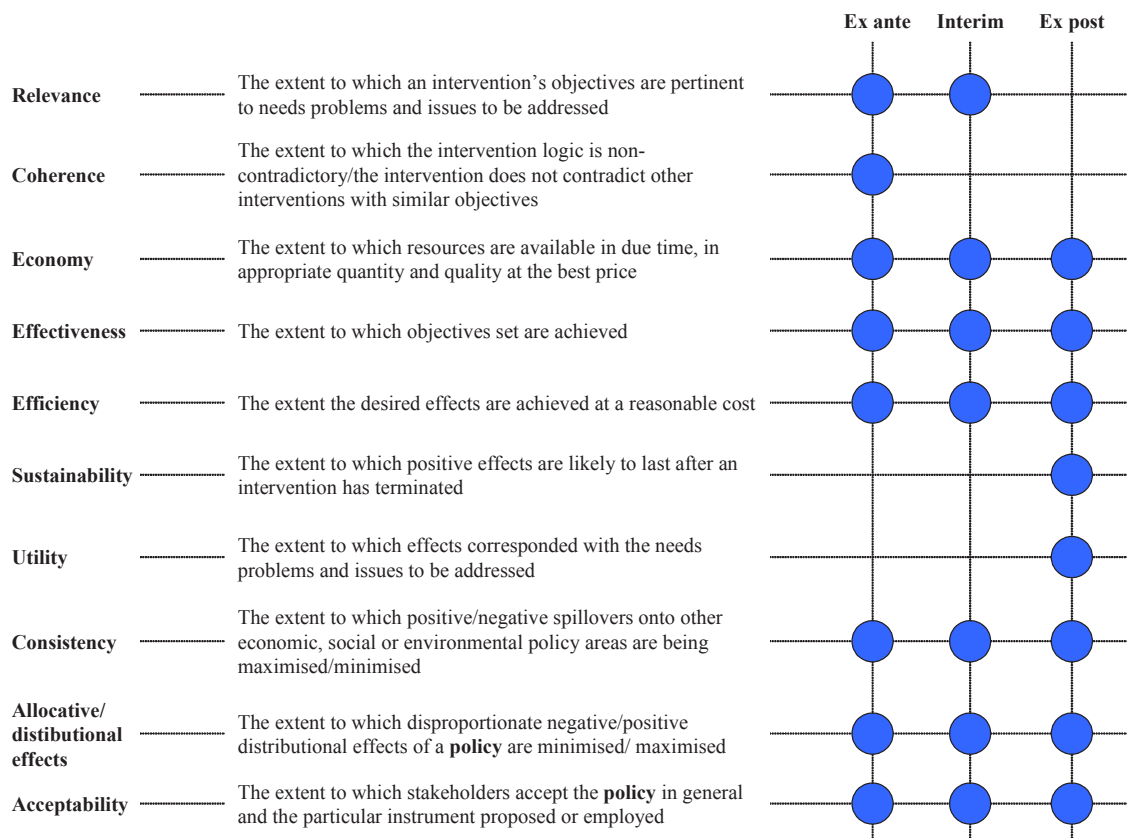 Ex ante Interim Ex post
Relevance
The extent to which an intervention’s objectives are pertinent
to needs problems and issues to be addressed
Coherence
The extent to which the intervention logic is non-
contradictory/the intervention does not contradict other
interventions with similar objectives
Economy
The extent to which resources are available in due time, in
appropriate quantity and quality at the best price
Effectiveness
The extent to which objectives set are achieved
Efficiency
The extent the desired effects are achieved at a reasonable cost
Sustainability
The extent to which positive effects are likely to last after an
intervention has terminated
Utility
The extent to which effects corresponded with the needs
problems and issues to be addressed
Consistency
The extent to which positive/negative spillovers onto other
economic, social or environmental policy areas are being
maximised/minimised
Allocative/
distibutional
effects
The extent to which disproportionate negative/positive
distributional effects of a policy are minimised/ maximised
Acceptability
The extent to which stakeholders accept the policy in general
and the particular instrument proposed or employed